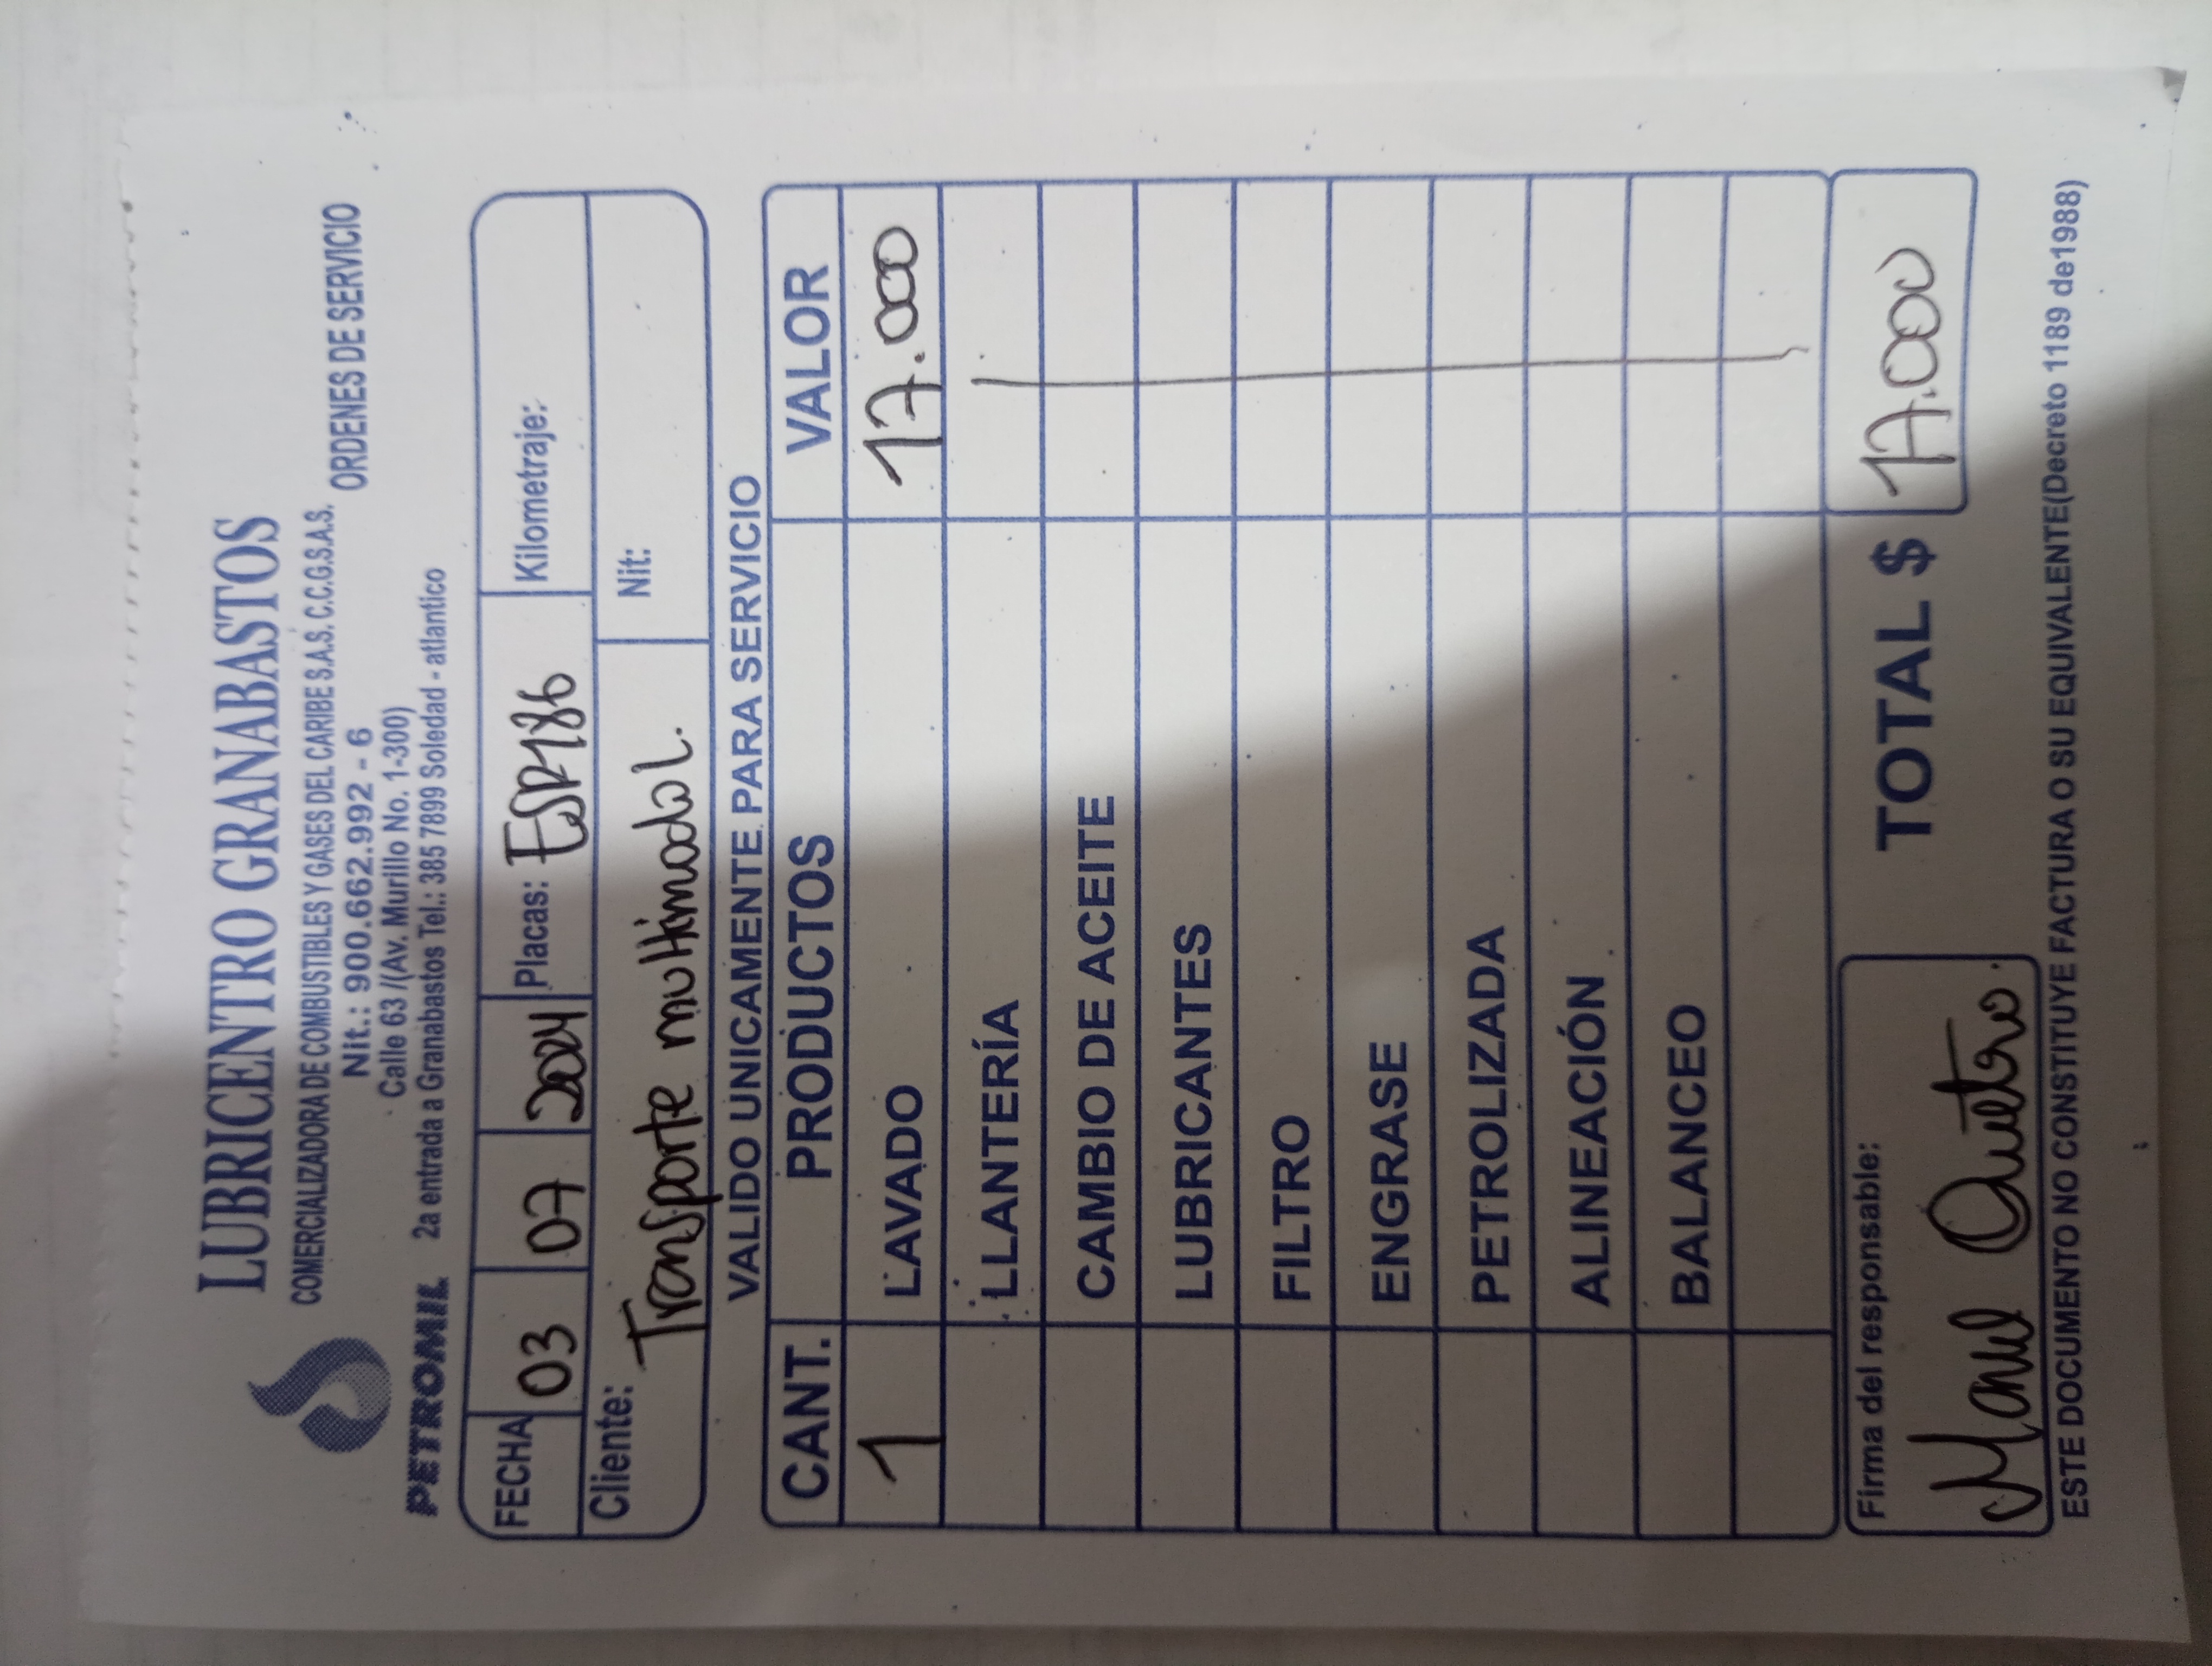 LUBRICENTRO GRANABASTOS
COMERCIALIZADORA DE COMBUSTIBLES Y GASES DEL CARIBE S.A.S. C.C.G.S.A.S.
Nit.: 900.662.992 - 6
ORDENES DE SERVICIO
Calle 63 /(Av. Murillo No. 1-300)
PETROMIL 2a entrada a Granabastos Tel.: 385 7899 Soledad - atlantico
FECHA 03 07 2024 Placas: ESR186 Kilometraje:
Cliente: Transporte multimodal. Nit:
VALIDO UNICAMENTE PARA SERVICIO
CANT. PRODUCTOS VALOR
1 LAVADO 17.000
LLANTERÍA
CAMBIO DE ACEITE
LUBRICANTES
FILTRO
ENGRASE
PETROLIZADA
ALINEACIÓN
BALANCEO
Firma del responsable:
TOTAL $ 17.000
ESTE DOCUMENTO NO CONSTITUYE FACTURA O SU EQUIVALENTE(Decreto 1189 de1988)